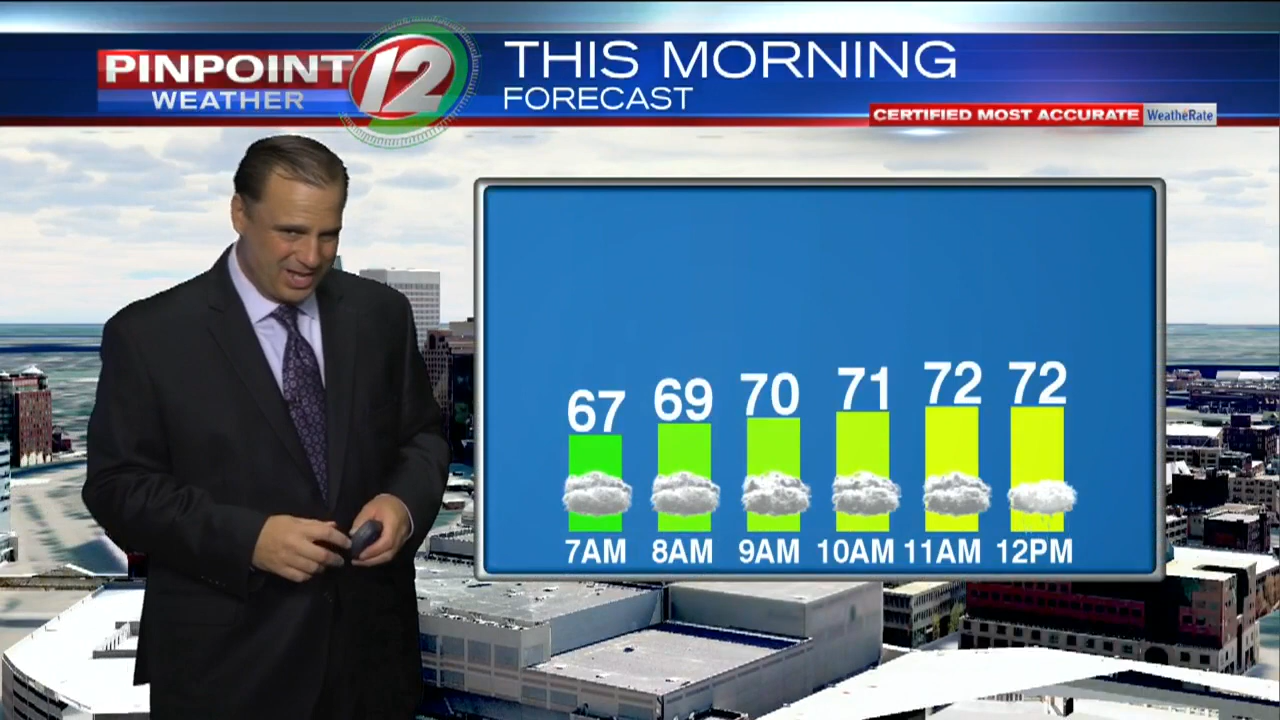 PINPOINT
WEATHER
12
THIS MORNING
FORECAST
CERTIFIED MOST ACCURATE WeatheRate
67 69 70 71 72 72
7AM 8AM 9AM 10AM 11AM 12PM